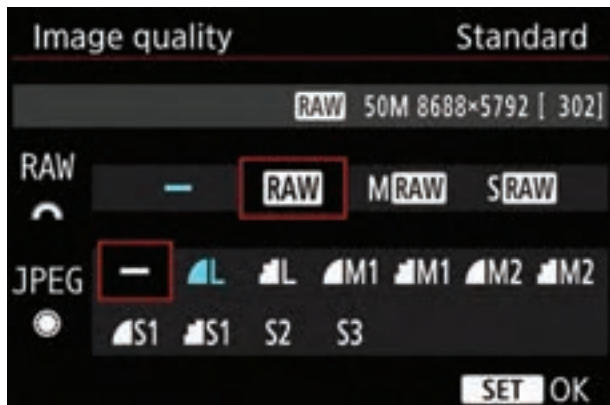 Image quality Standard
RAW 50M 8688×5792 [ 302]
RAW — RAW MRAW SRAW
JPEG — L L M1 M1 M2 M2
S1 S1 S2 S3
SET OK